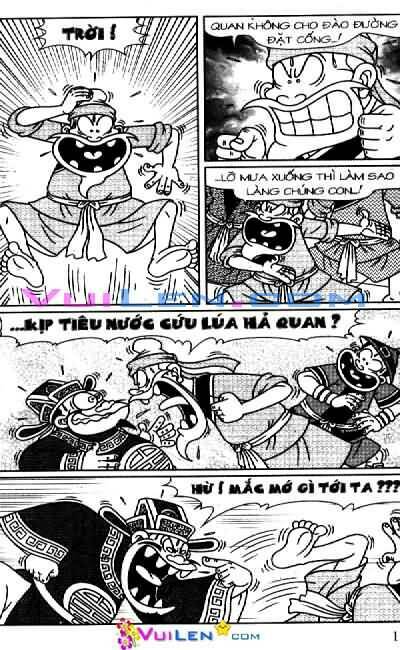 TRỜI !
QUAN KHÔNG CHO ĐÀO ĐƯỜNG
ĐẶT CỐNG...!
...LỠ MƯA XUỐNG THÌ LÀM SAO
LÀNG CHÚNG CON...!
VUILEN.COM
...KỊP TIÊU NƯỚC CỨU LÚA HẢ QUAN ?
HỪ ! MẮC MỚ GÌ TỚI TA ???
1
VUILEN.COM